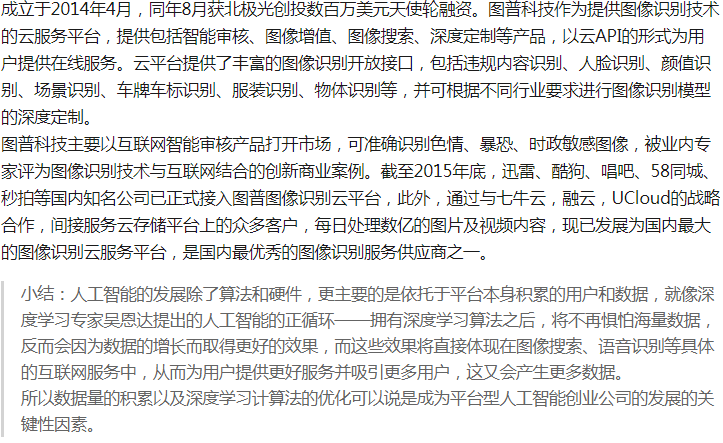 成立于2014年4月，同年8月获北极光创投数百万美元天使轮融资。图普科技作为提供图像识别技术
的云服务平台，提供包括智能审核、图像增值、图像搜索、深度定制等产品，以云API的形式为用
户提供在线服务。云平台提供了丰富的图像识别开放接口，包括违规内容识别、人脸识别、颜值识
别、场景识别、车牌车标识别、服装识别、物体识别等，并可根据不同行业要求进行图像识别模型
的深度定制。
图普科技主要以互联网智能审核产品打开市场，可准确识别色情、暴恐、时政敏感图像，被业内专
家评为图像识别技术与互联网结合的创新商业案例。截至2015年底，迅雷、酷狗、唱吧、58同城、
秒拍等国内知名公司已正式接入图普图像识别云平台，此外，通过与七牛云，融云，UCloud的战略
合作，间接服务云存储平台上的众多客户，每日处理数亿的图片及视频内容，现已发展为国内最大
的图像识别云服务平台，是国内最优秀的图像识别服务供应商之一。
小结：人工智能的发展除了算法和硬件，更主要的是依托于平台本身积累的用户和数据，就像深
度学习专家吴恩达提出的人工智能的正循环——拥有深度学习算法之后，将不再惧怕海量数据，
反而会因为数据的增长而取得更好的效果，而这些效果将直接体现在图像搜索、语音识别等具体
的互联网服务中，从而为用户提供更好服务并吸引更多用户，这又会产生更多数据。
所以数据量的积累以及深度学习计算法的优化可以说是成为平台型人工智能创业公司的发展的关
键性因素。